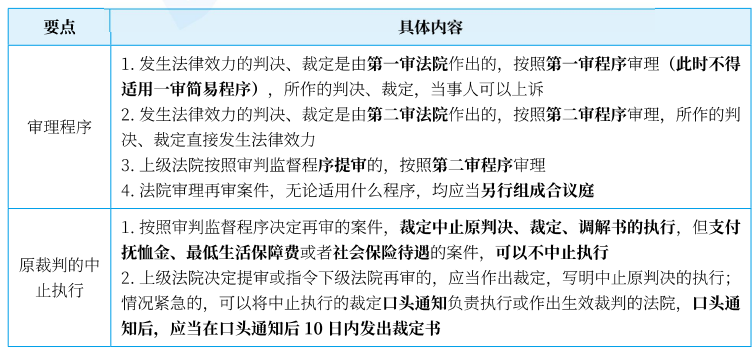 要点 具体内容
1. 发生法律效力的判决、裁定是由第一审法院作出的，按照第一审程序审理（此时不得
适用一审简易程序），所作的判决、裁定，当事人可以上诉
2. 发生法律效力的判决、裁定是由第二审法院作出的，按照第二审程序审理，所作的判
审理程序
决、裁定直接发生法律效力
3. 上级法院按照审判监督程序提审的，按照第二审程序审理
4. 法院审理再审案件，无论适用什么程序，均应当另行组成合议庭
1. 按照审判监督程序决定再审的案件，裁定中止原判决、裁定、调解书的执行，但支付
抚恤金、最低生活保障费或者社会保险待遇的案件，可以不中止执行
原裁判的中
止执行
2. 上级法院决定提审或指令下级法院再审的，应当作出裁定，写明中止原判决的执行；
情况紧急的，可以将中止执行的裁定口头通知负责执行或作出生效裁判的法院，口头通
知后，应当在口头通知后 10 日内发出裁定书